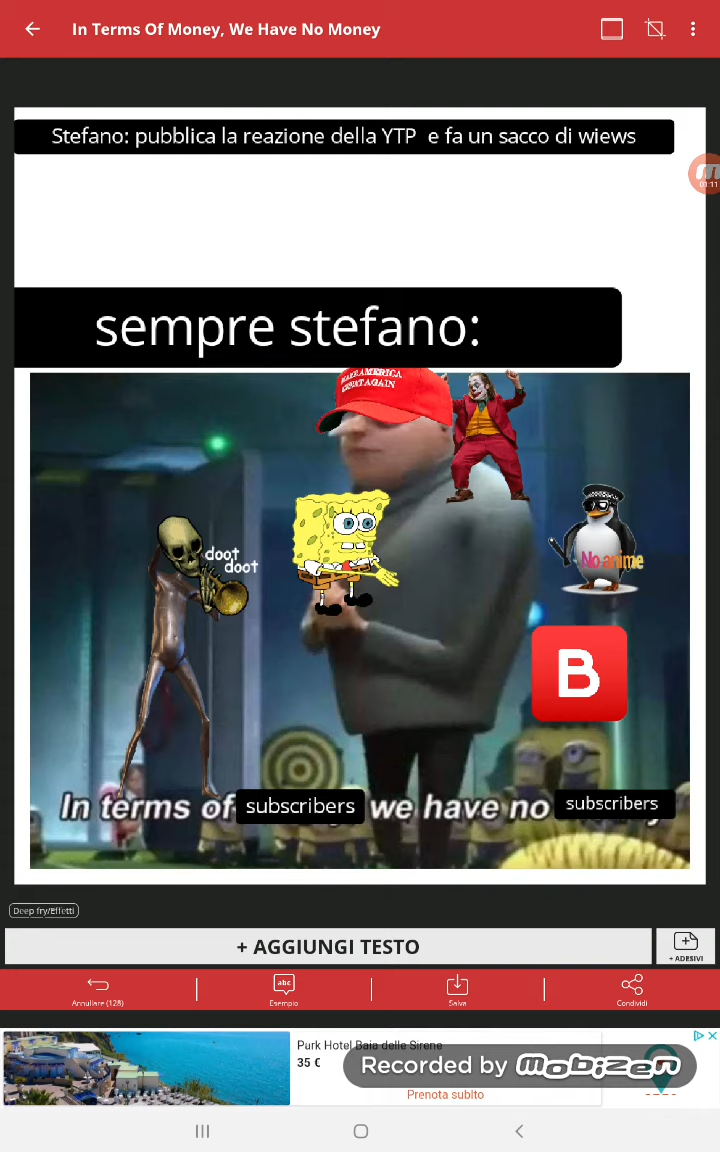 In Terms Of Money, We Have No Money
Stefano: pubblica la reazione della YTP e fa un sacco di wiews
01:11
sempre stefano:
MAKE AMERICA
GREAT AGAIN
doot
doot
No anime
B
In terms of subscribers we have no subscribers
Deep fry/Effetti
+ AGGIUNGI TESTO
+ ADESIVI
abc
Annullare (128)
Esempio
Salva
Condividi
Purk Hotel Baia delle Sirene
35 €
Recorded by mobizen
Prenota subito